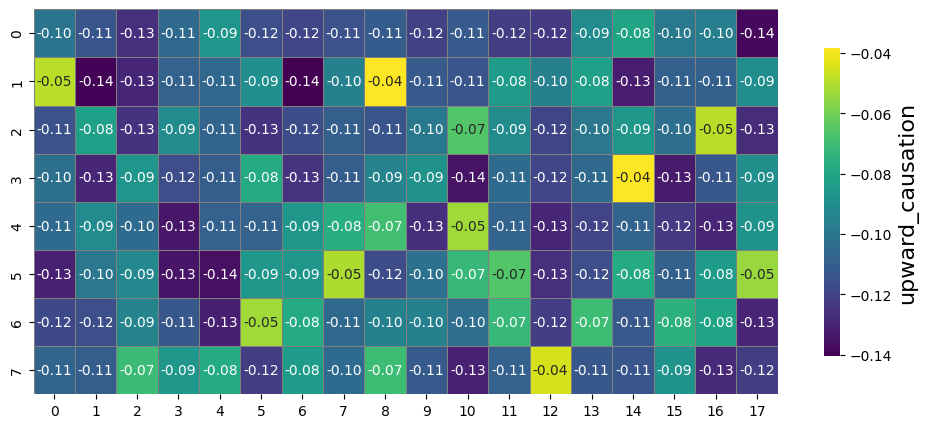 0 -0.10 -0.11 -0.13 -0.11 -0.09 -0.12 -0.12 -0.11 -0.12 -0.11 -0.11 -0.12 -0.12 -0.09 -0.08 -0.10 -0.10 -0.14
1 -0.05 -0.14 -0.13 -0.11 -0.11 -0.09 -0.14 -0.10 -0.04 -0.11 -0.11 -0.08 -0.10 -0.08 -0.13 -0.11 -0.11 -0.09
2 -0.11 -0.08 -0.13 -0.09 -0.11 -0.13 -0.12 -0.11 -0.11 -0.10 -0.07 -0.09 -0.12 -0.10 -0.09 -0.10 -0.05 -0.13
3 -0.10 -0.13 -0.09 -0.12 -0.11 -0.08 -0.13 -0.11 -0.09 -0.09 -0.14 -0.11 -0.12 -0.11 -0.04 -0.13 -0.11 -0.09
4 -0.11 -0.09 -0.10 -0.13 -0.11 -0.11 -0.09 -0.08 -0.07 -0.13 -0.05 -0.11 -0.13 -0.12 -0.11 -0.12 -0.13 -0.09
5 -0.13 -0.10 -0.09 -0.13 -0.14 -0.09 -0.09 -0.05 -0.12 -0.10 -0.07 -0.07 -0.13 -0.12 -0.08 -0.11 -0.08 -0.05
6 -0.12 -0.12 -0.09 -0.11 -0.13 -0.05 -0.08 -0.11 -0.10 -0.10 -0.10 -0.07 -0.12 -0.07 -0.11 -0.08 -0.08 -0.13
7 -0.11 -0.11 -0.07 -0.09 -0.08 -0.12 -0.08 -0.10 -0.07 -0.11 -0.13 -0.11 -0.04 -0.11 -0.11 -0.09 -0.13 -0.12
0 1 2 3 4 5 6 7 8 9 10 11 12 13 14 15 16 17
−0.04
−0.06
−0.08
−0.10
−0.12
−0.14
upward_causation